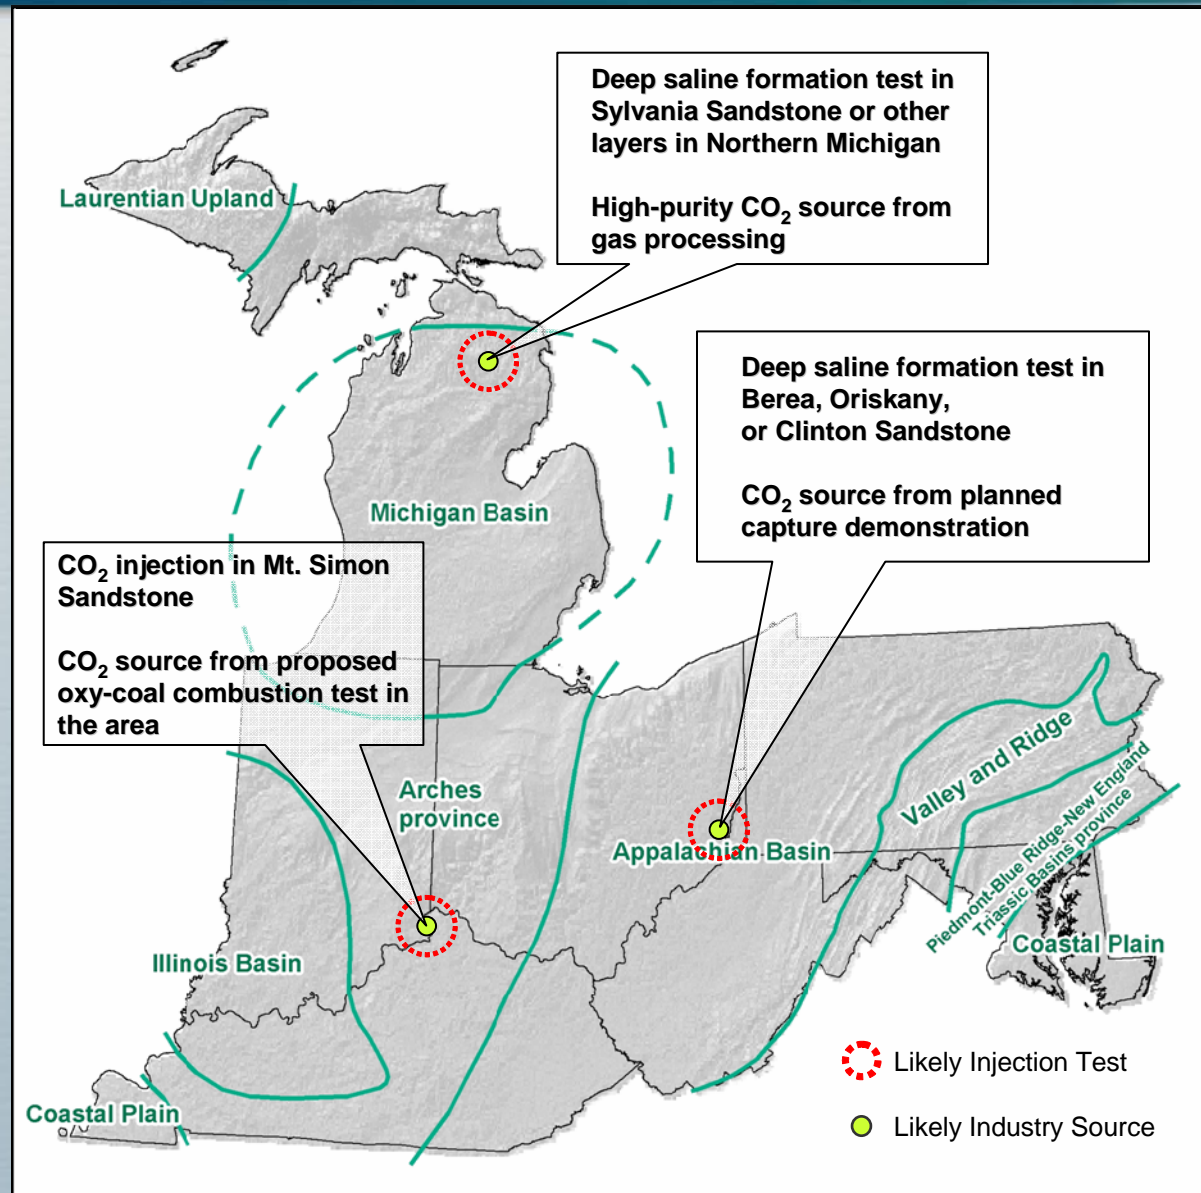 Deep saline formation test in
Sylvania Sandstone or other
layers in Northern Michigan
High-purity CO₂ source from
gas processing
Laurentian Upland
Deep saline formation test in
Berea, Oriskany,
or Clinton Sandstone
CO₂ source from planned
capture demonstration
Michigan Basin
CO₂ injection in Mt. Simon
Sandstone
CO₂ source from proposed
oxy-coal combustion test in
the area
Valley and Ridge
Arches
province
Appalachian Basin
Piedmont-Blue Ridge-New England
Triassic Basins province
Coastal Plain
Illinois Basin
Coastal Plain
Likely Injection Test
Likely Industry Source